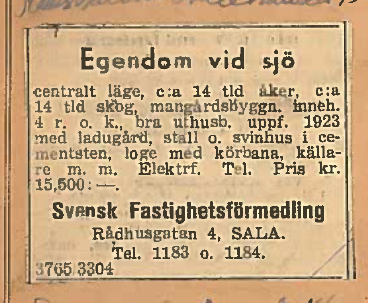 Egendom vid sjö
centralt läge, c:a 14 tld åker, c:a
14 tld skog, mangårdsbyggn. inneh.
4 r. o. k., bra uthusb. uppf. 1923
med ladugård, stall o. svinhus i ce-
mentsten, loge med körbana, källa-
re m. m. Elektrf. Tel. Pris kr.
15,500: —.
Svensk Fastighetsförmedling
Rådhusgatan 4, SALA.
Tel. 1183 o. 1184.
3765 3304